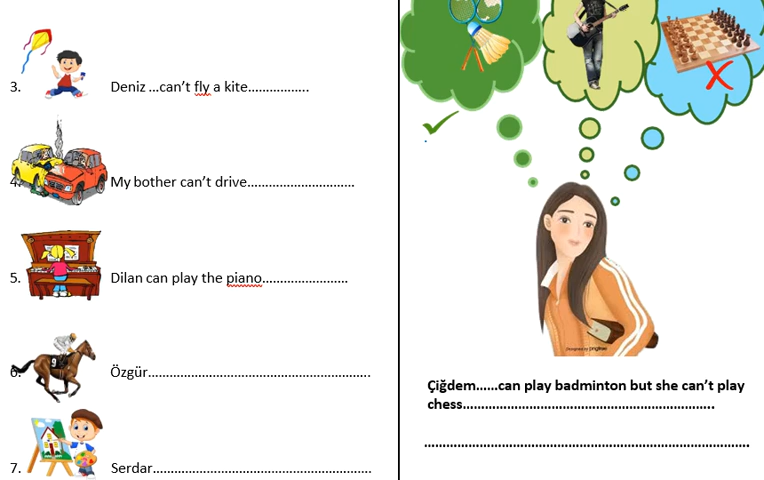 3. Deniz ...can't fly a kite................
4. My bother can't drive............................
5. Dilan can play the piano.......................
6. Özgür...........................................................
7. Serdar.........................................................
Çiğdem......can play badminton but she can't play
chess..................................................................
.....................................................................................